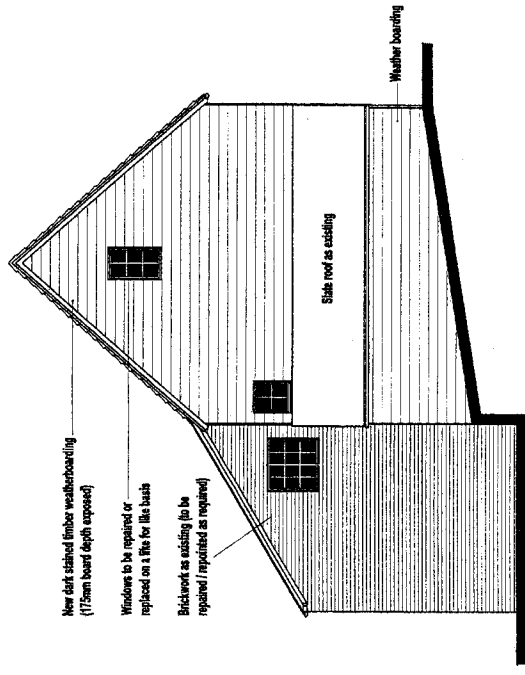 New dark stained timber weatherboarding
(175mm board depth exposed)
Windows to be repaired or
replaced on a like for like basis
Brickwork as existing (to be
repaired / repointed as required)
Slate roof as existing
Weather boarding